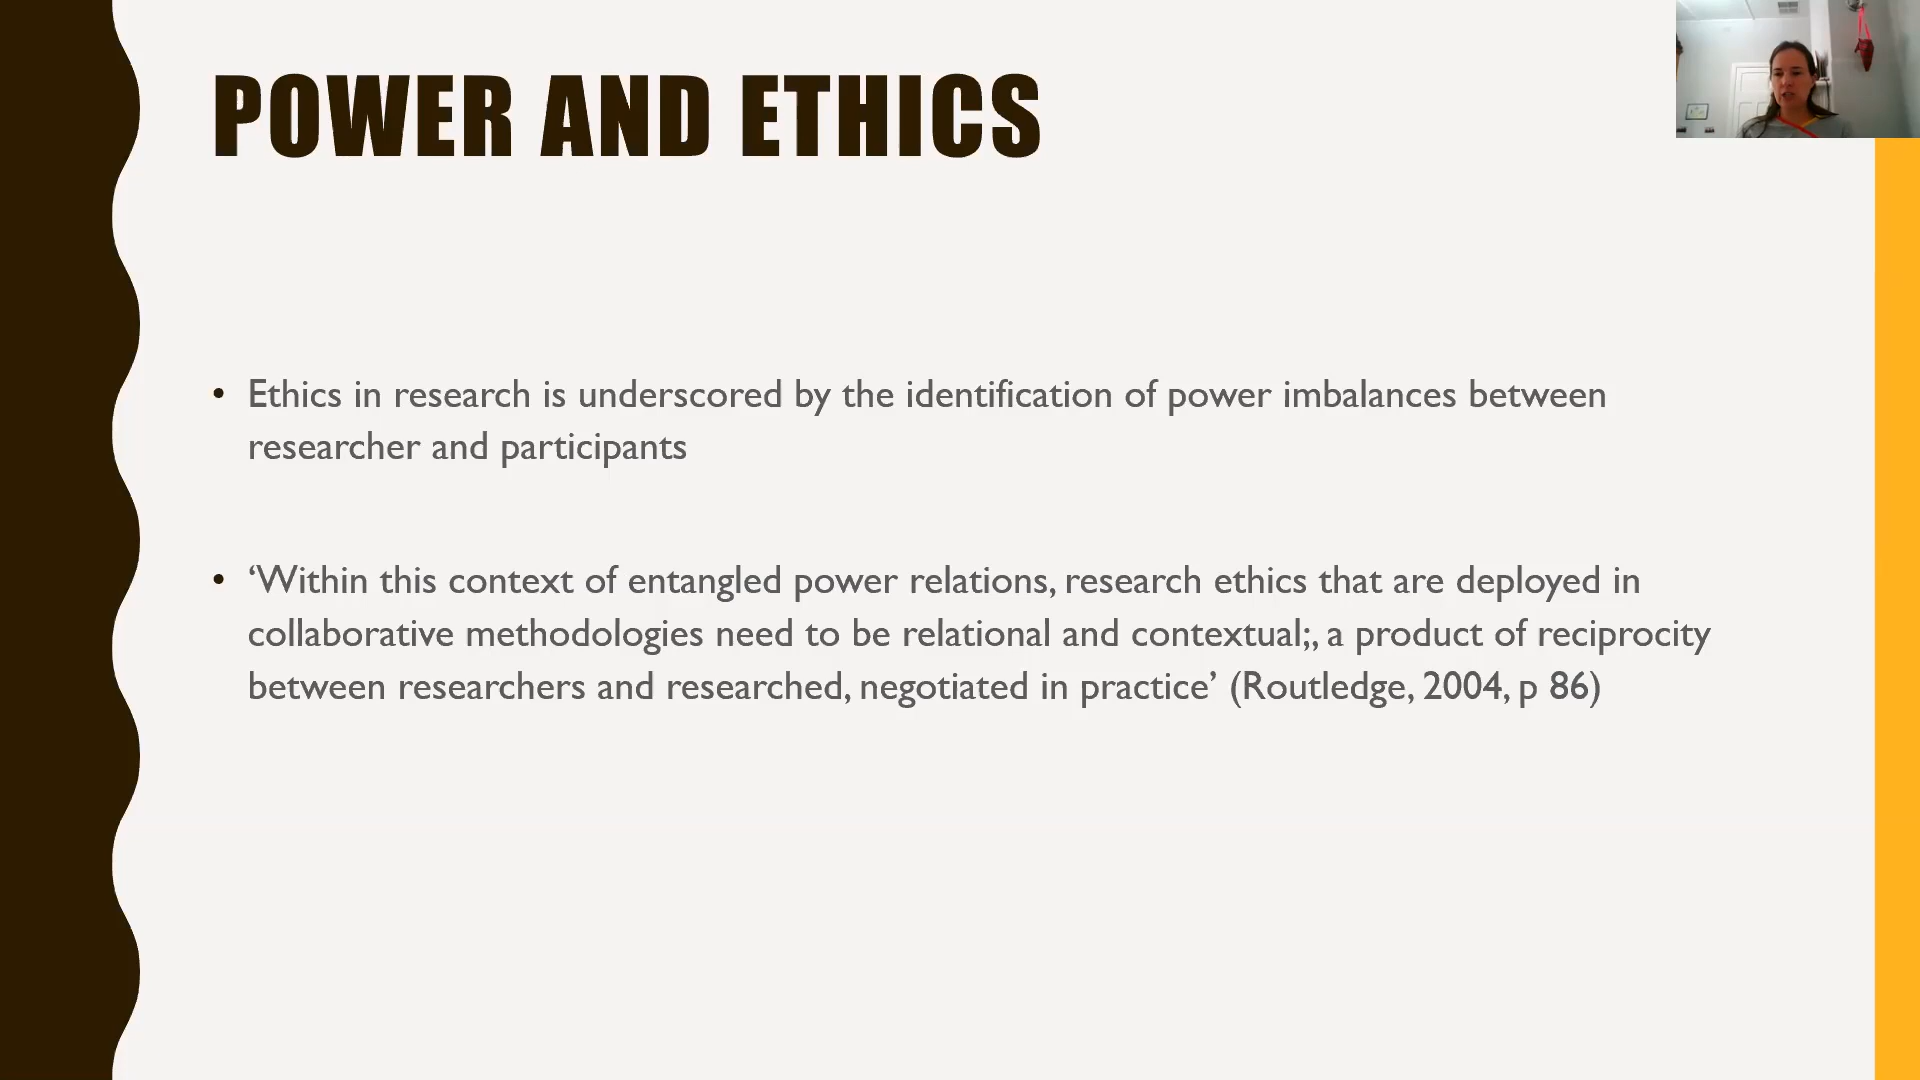 POWER AND ETHICS
• Ethics in research is underscored by the identification of power imbalances between
researcher and participants
• ‘Within this context of entangled power relations, research ethics that are deployed in
collaborative methodologies need to be relational and contextual;, a product of reciprocity
between researchers and researched, negotiated in practice’ (Routledge, 2004, p 86)